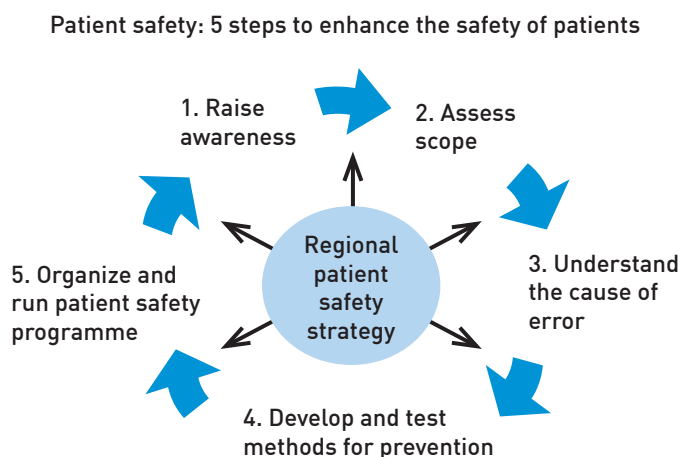 Patient safety: 5 steps to enhance the safety of patients
1. Raise
awareness
2. Assess
scope
3. Understand
the cause of
error
4. Develop and test
methods for prevention
5. Organize and
run patient safety
programme
Regional
patient
safety
strategy